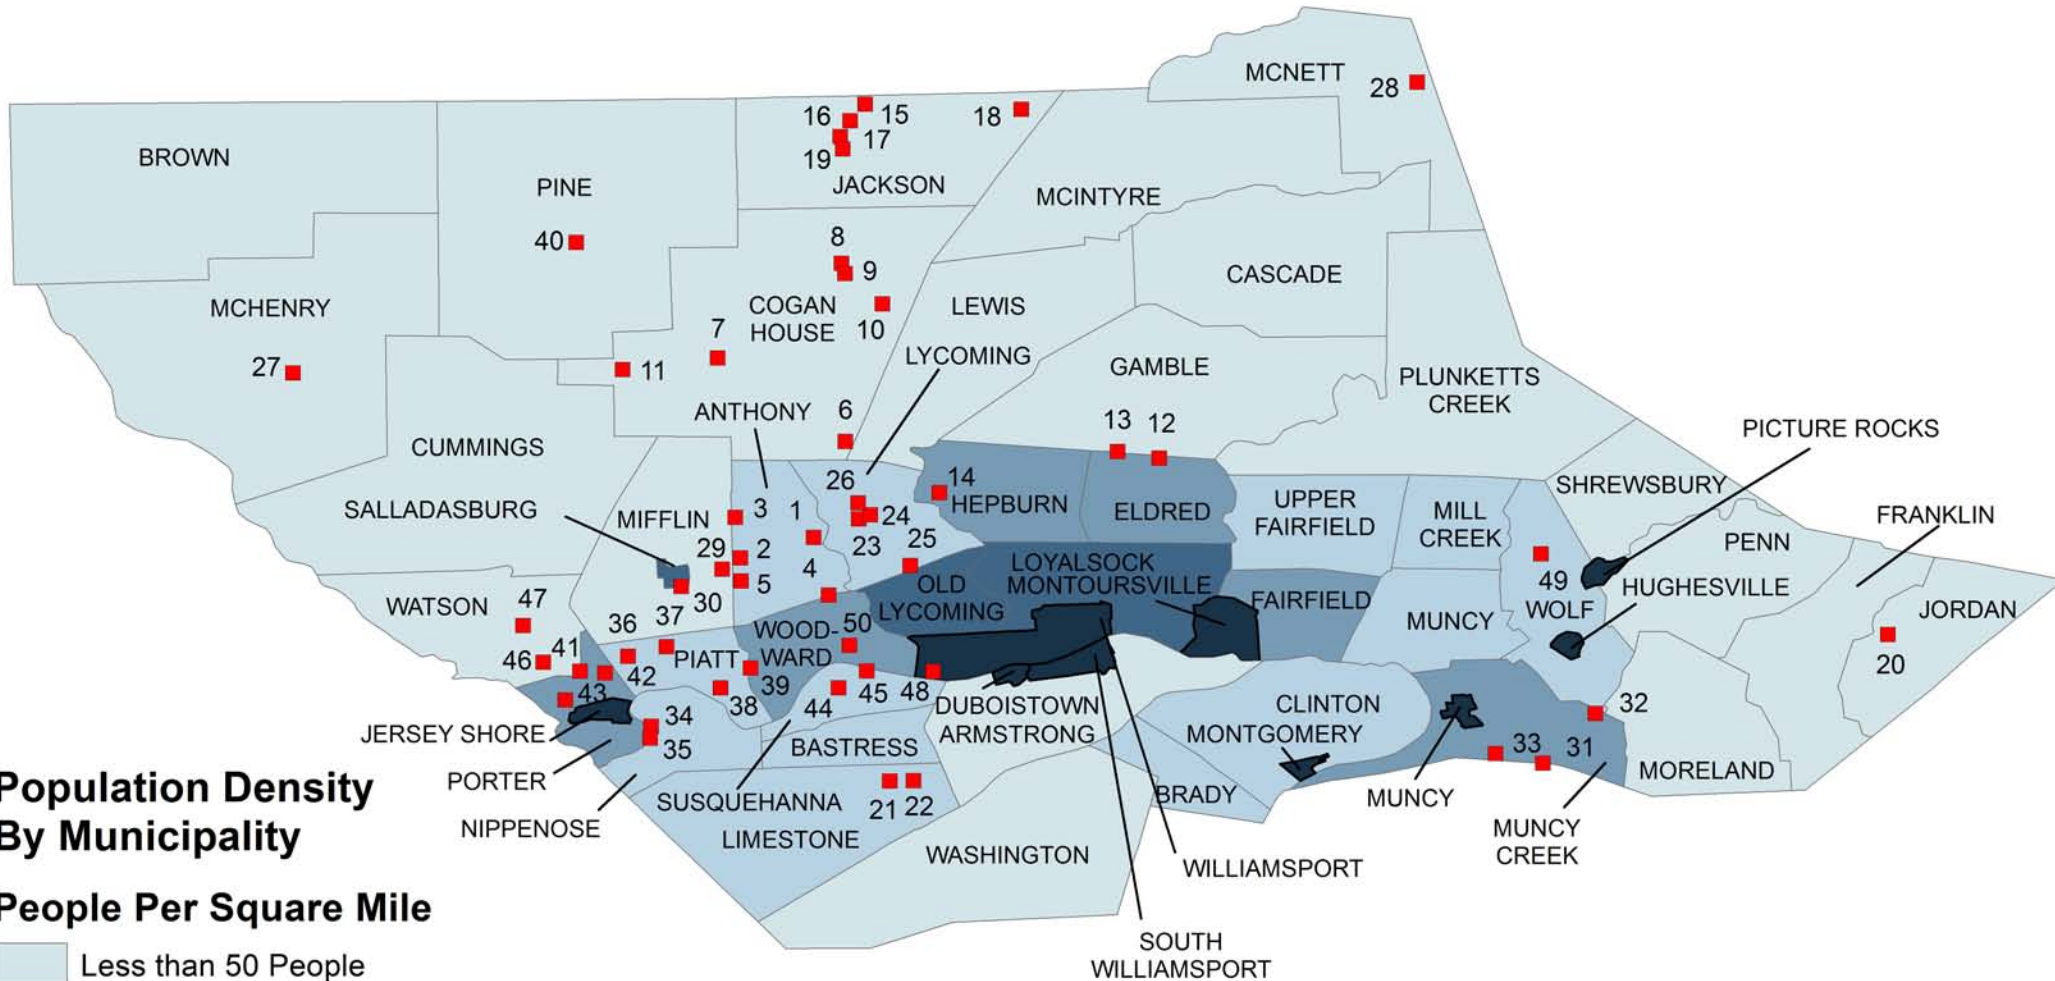 MCNETT
28
16
15
18
17
BROWN
19
PINE
JACKSON
MCINTYRE
40
8
9
CASCADE
MCHENRY
COGAN
HOUSE
10
LEWIS
7
LYCOMING
27
11
GAMBLE
PLUNKETTS
CREEK
ANTHONY
6
13
12
PICTURE ROCKS
CUMMINGS
26
14
SHREWSBURY
SALLADASBURG
MIFFLIN
3
1
24
HEPBURN
ELDRED
UPPER
FAIRFIELD
MILL
CREEK
FRANKLIN
29
2
23
25
PENN
4
5
30
OLD
LYCOMING
LOYALSOCK
MONTOURSVILLE
49
HUGHESVILLE
WATSON
47
36
37
FAIRFIELD
MUNCY
WOLF
JORDAN
46
41
WOOD-
WARD
50
PIATT
20
42
39
43
38
44
45
48
DUBOISTOWN
ARMSTRONG
CLINTON
32
34
35
JERSEY SHORE
BASTRESS
MONTGOMERY
33
31
MORELAND
PORTER
SUSQUEHANNA
21
22
BRADY
MUNCY
NIPPENOSE
LIMESTONE
MUNCY
CREEK
WASHINGTON
WILLIAMSPORT
SOUTH
WILLIAMSPORT
Population Density
By Municipality
People Per Square Mile
Less than 50 People